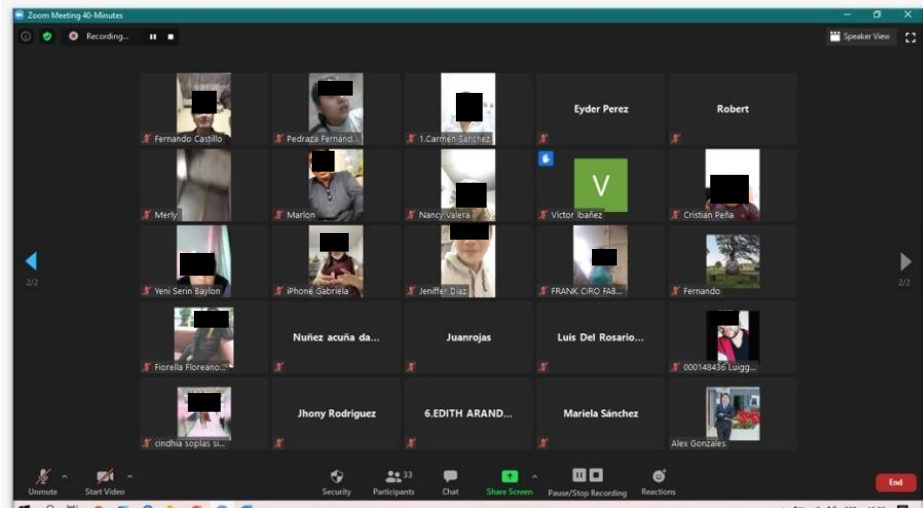 Zoom Meeting 40-Minutes
Recording...
Speaker View
Fernando Castillo
Pedraza Fernánd...
1.Carmen Sánchez
Eyder Perez
Robert
Merly
Marlon
Nancy Valera
V
Victor Ibañez
Cristian Peña
2/2
2/2
Yeni Serin Baylon
iPhone Gabriela
Jeniffer Diaz
FRANK CIRO FAB...
Fernando
Fiorella Floreano...
Nuñez acuña da...
Juanrojas
Luis Del Rosario...
000148436 Luigg...
cindhia soplas si...
Jhony Rodriguez
6.EDITH ARAND...
Mariela Sánchez
Alex Gonzales
Unmute
Start Video
Security
Participants
33
Chat
Share Screen
Pause/Stop Recording
Reactions
End